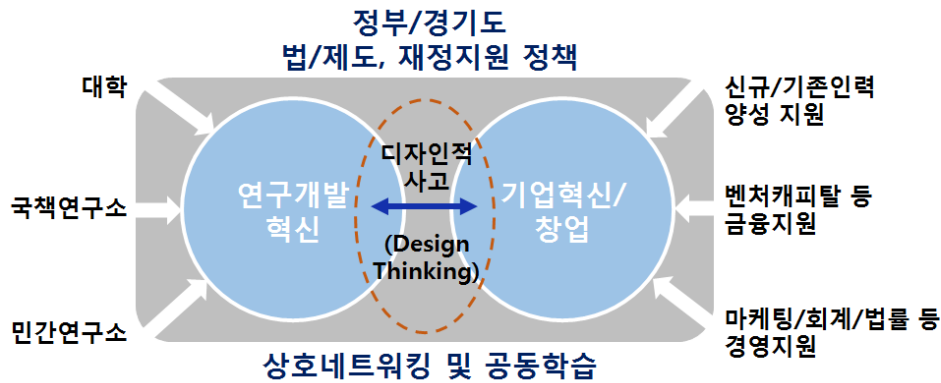 정부/경기도
법/제도, 재정지원 정책
대학
국책연구소
민간연구소
연구개발
혁신
디자인적
사고
(Design
Thinking)
기업혁신/
창업
신규/기존인력
양성 지원
벤처캐피탈 등
금융지원
마케팅/회계/법률 등
경영지원
상호네트워킹 및 공동학습